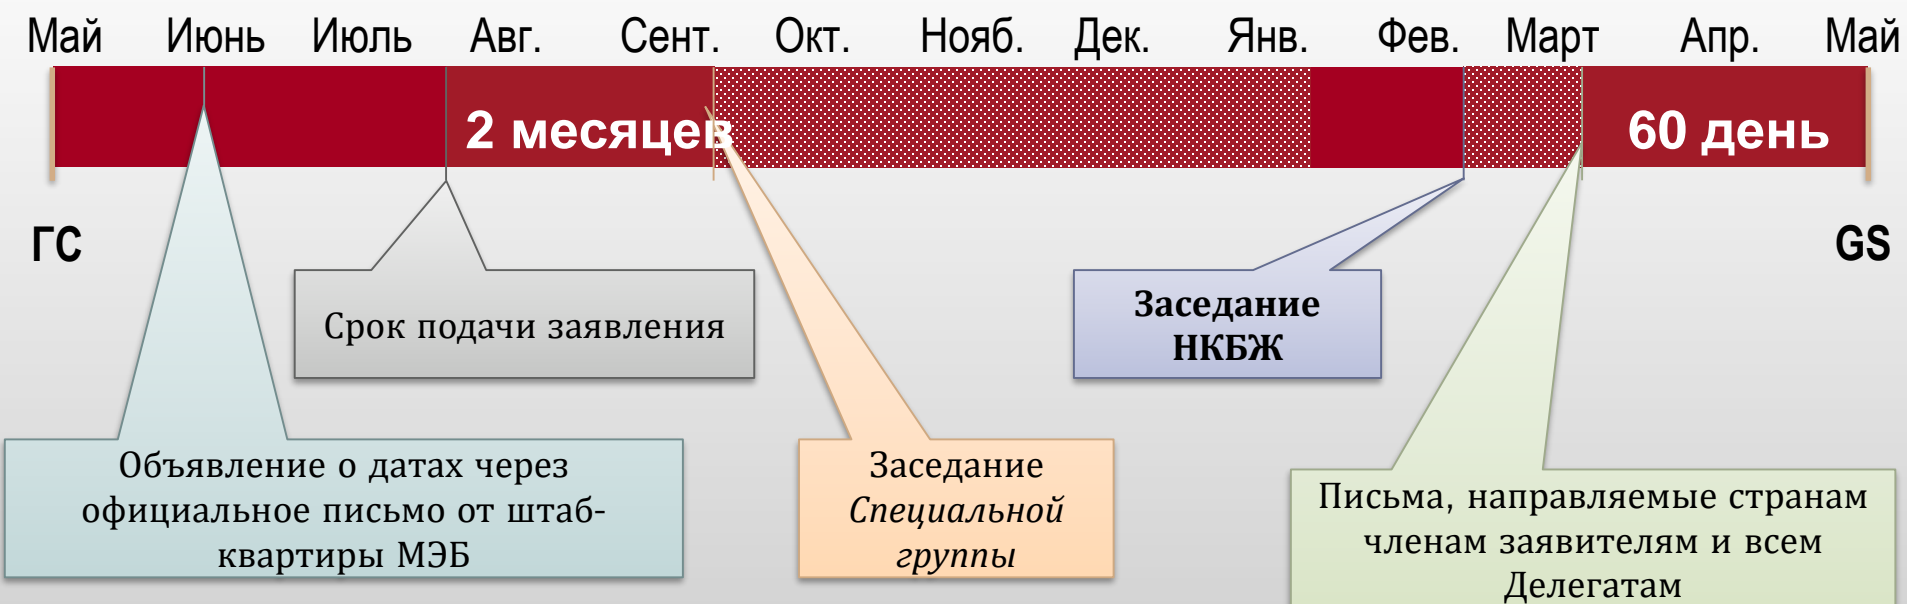 Май Июнь Июль Авг. Сент. Окт. Нояб. Дек. Янв. Фев. Март Апр. Май
2 месяцев
60 день
ГС
GS
Срок подачи заявления
Заседание
НКБЖ
Объявление о датах через
официальное письмо от штаб-
квартиры МЭБ
Заседание
Специальной
группы
Письма, направляемые странам
членам заявителям и всем
Делегатам